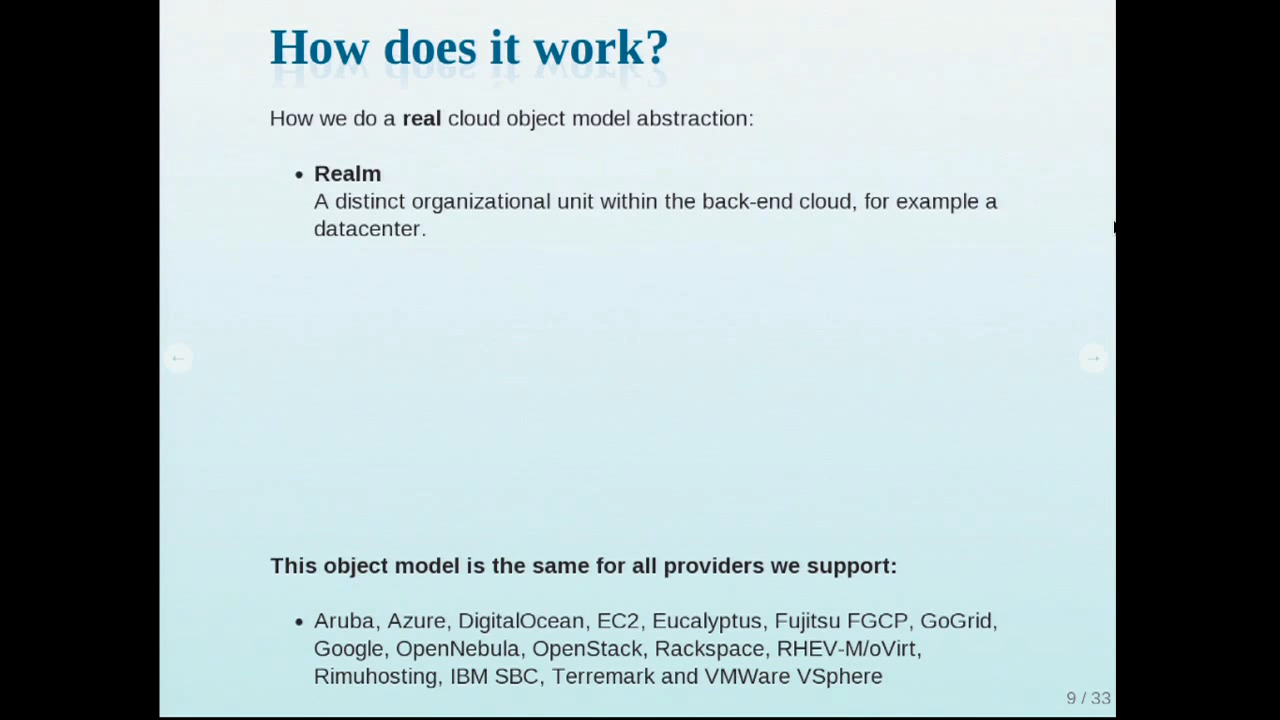 How does it work?
How we do a real cloud object model abstraction:
• Realm
A distinct organizational unit within the back-end cloud, for example a
datacenter.
←
→
This object model is the same for all providers we support:
• Aruba, Azure, DigitalOcean, EC2, Eucalyptus, Fujitsu FGCP, GoGrid,
Google, OpenNebula, OpenStack, Rackspace, RHEV-M/oVirt,
Rimuhosting, IBM SBC, Terremark and VMWare VSphere
9 / 33